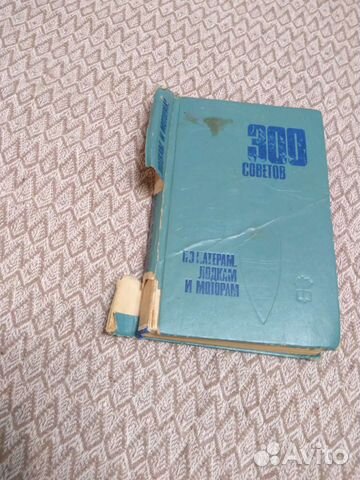 300
СОВЕТОВ
ПО КАТЕРАМ,
ЛОДКАМ
И МОТОРАМ
Avito